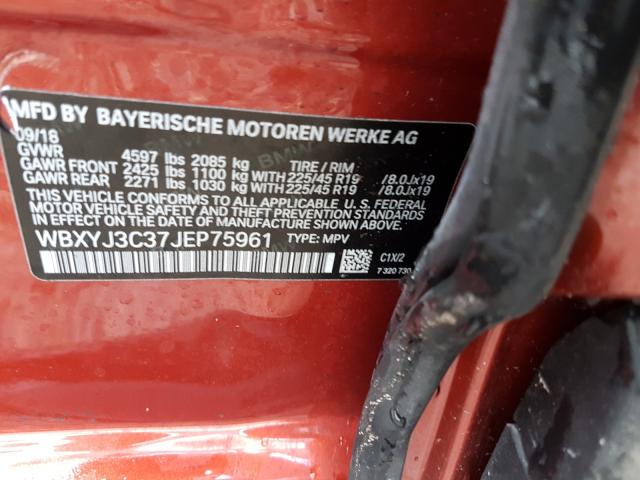 MFD BY BAYERISCHE MOTOREN WERKE AG
09/18
GVWR 4597 lbs 2085 kg TIRE / RIM
GAWR FRONT 2425 lbs 1100 kg WITH 225/45 R19 /8.0Jx19
GAWR REAR 2271 lbs 1030 kg WITH 225/45 R19 /8.0Jx19
THIS VEHICLE CONFORMS TO ALL APPLICABLE U. S. FEDERAL
MOTOR VEHICLE SAFETY, BUMPER, AND THEFT PREVENTION
STANDARDS IN EFFECT ON THE DATE OF MANUFACTURE SHOWN
ABOVE.
WBXYJ3C37JEP75961 TYPE: MPV
C1X/2
7 320 730